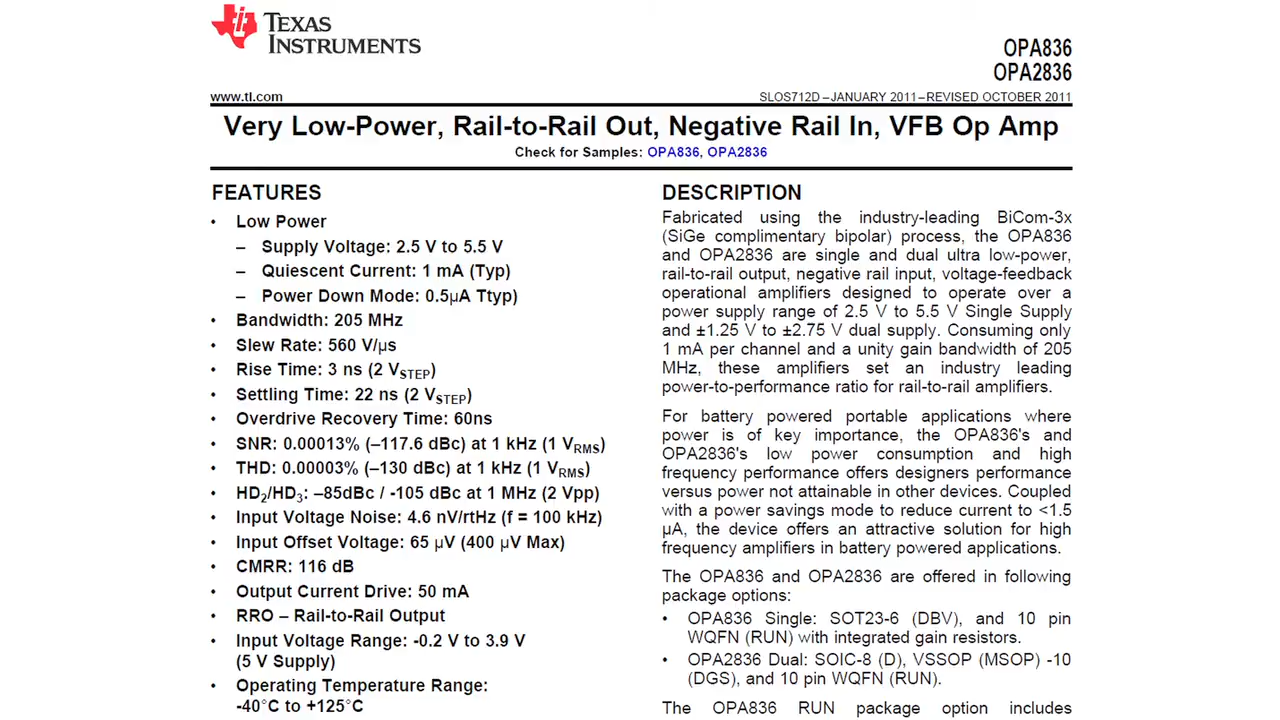 TEXAS
INSTRUMENTS
OPA836
OPA2836
www.tl.com
SLOS712D –JANUARY 2011–REVISED OCTOBER 2011
Very Low-Power, Rail-to-Rail Out, Negative Rail In, VFB Op Amp
Check for Samples: OPA836, OPA2836
FEATURES
• Low Power
– Supply Voltage: 2.5 V to 5.5 V
– Quiescent Current: 1 mA (Typ)
– Power Down Mode: 0.5µA Ttyp)
• Bandwidth: 205 MHz
• Slew Rate: 560 V/µs
• Rise Time: 3 ns (2 VSTEP)
• Settling Time: 22 ns (2 VSTEP)
• Overdrive Recovery Time: 60ns
• SNR: 0.00013% (–117.6 dBc) at 1 kHz (1 VRMS)
• THD: 0.00003% (–130 dBc) at 1 kHz (1 VRMS)
• HD2/HD3: –85dBc / -105 dBc at 1 MHz (2 Vpp)
• Input Voltage Noise: 4.6 nV/rtHz (f = 100 kHz)
• Input Offset Voltage: 65 µV (400 µV Max)
• CMRR: 116 dB
• Output Current Drive: 50 mA
• RRO – Rail-to-Rail Output
• Input Voltage Range: -0.2 V to 3.9 V
(5 V Supply)
• Operating Temperature Range:
-40°C to +125°C
DESCRIPTION
Fabricated using the industry-leading BiCom-3x
(SiGe complimentary bipolar) process, the OPA836
and OPA2836 are single and dual ultra low-power,
rail-to-rail output, negative rail input, voltage-feedback
operational amplifiers designed to operate over a
power supply range of 2.5 V to 5.5 V Single Supply
and ±1.25 V to ±2.75 V dual supply. Consuming only
1 mA per channel and a unity gain bandwidth of 205
MHz, these amplifiers set an industry leading
power-to-performance ratio for rail-to-rail amplifiers.
For battery powered portable applications where
power is of key importance, the OPA836's and
OPA2836's low power consumption and high
frequency performance offers designers performance
versus power not attainable in other devices. Coupled
with a power savings mode to reduce current to <1.5
µA, the device offers an attractive solution for high
frequency amplifiers in battery powered applications.
The OPA836 and OPA2836 are offered in following
package options:
• OPA836 Single: SOT23-6 (DBV), and 10 pin
WQFN (RUN) with integrated gain resistors.
• OPA2836 Dual: SOIC-8 (D), VSSOP (MSOP) -10
(DGS), and 10 pin WQFN (RUN).
The OPA836 RUN package option includes